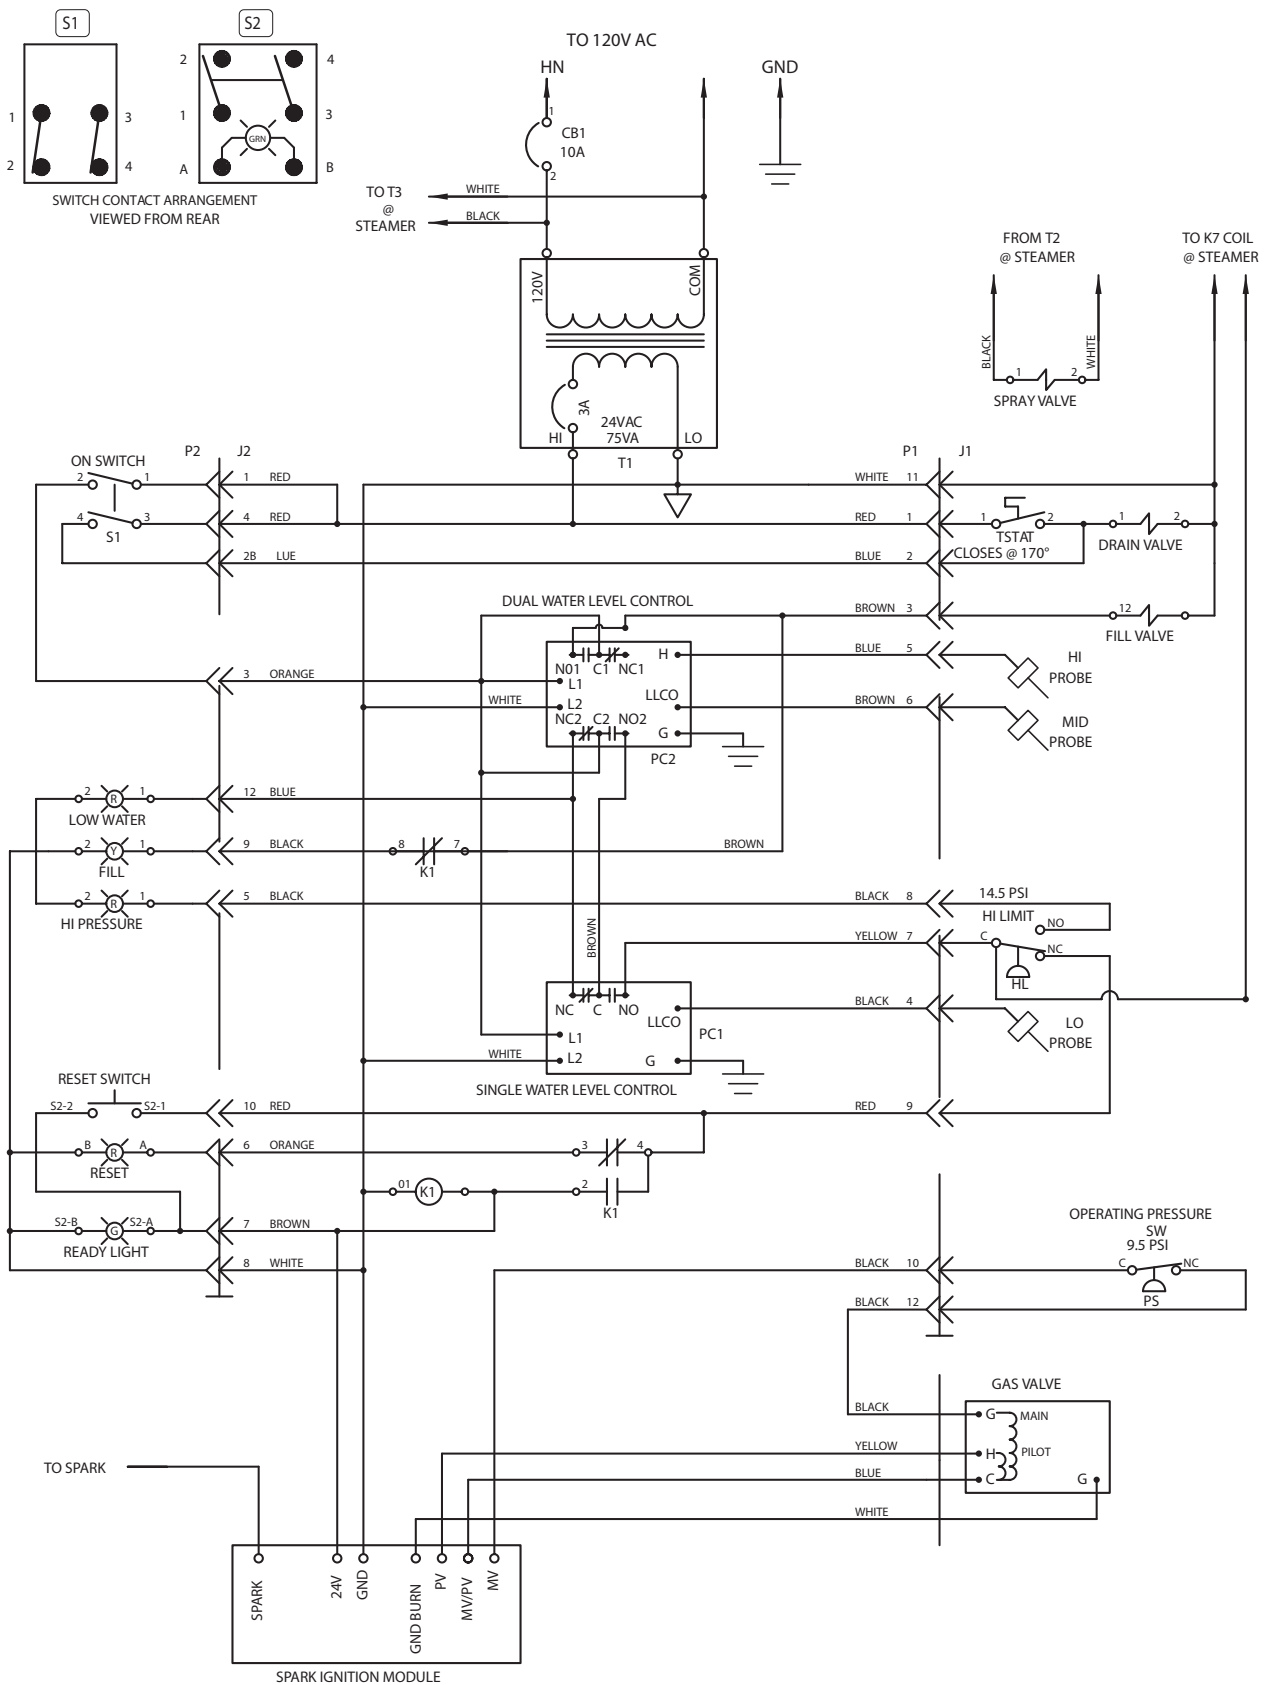 S1
S2
2
4
1
3
1
3
GRN
2
4
A
B
SWITCH CONTACT ARRANGEMENT
VIEWED FROM REAR
TO 120V AC
HN
GND
1
CB1
10A
2
TO T3
@
STEAMER
WHITE
BLACK
120V
COM
3A
24VAC
75VA
HI
LO
T1
FROM T2
@ STEAMER
TO K7 COIL
@ STEAMER
BLACK
WHITE
1
2
SPRAY VALVE
P2
J2
P1
J1
ON SWITCH
2
1
1
RED
WHITE
11
4
3
S1
4
RED
RED
1
1
2
TSTAT
CLOSES @ 170°
1
2
DRAIN VALVE
2B
LUE
BLUE
2
DUAL WATER LEVEL CONTROL
BROWN
3
12
FILL VALVE
N01
C1
NC1
H
BLUE
5
HI
PROBE
3
ORANGE
L1
LLCO
WHITE
L2
BROWN
6
MID
PROBE
NC2
C2
NO2
G
PC2
2
R
1
12
BLUE
LOW WATER
2
Y
1
9
BLACK
8
7
K1
BROWN
FILL
2
R
1
5
BLACK
BLACK
8
14.5 PSI
HI LIMIT
NO
HI PRESSURE
BROWN
YELLOW
7
C
NC
HL
NC
C
NO
LLCO
BLACK
4
LO
PROBE
L1
PC1
WHITE
L2
G
SINGLE WATER LEVEL CONTROL
RESET SWITCH
S2-2
S2-1
10
RED
RED
9
B
R
A
6
ORANGE
3
4
RESET
01
K1
2
K1
S2-B
G
S2-A
7
BROWN
READY LIGHT
8
WHITE
OPERATING PRESSURE
SW
9.5 PSI
BLACK
10
C
NC
PS
BLACK
12
GAS VALVE
BLACK
G
MAIN
YELLOW
H
PILOT
BLUE
C
G
WHITE
TO SPARK
SPARK
24V
GND
GND BURN
PV
MV/PV
MV
SPARK IGNITION MODULE